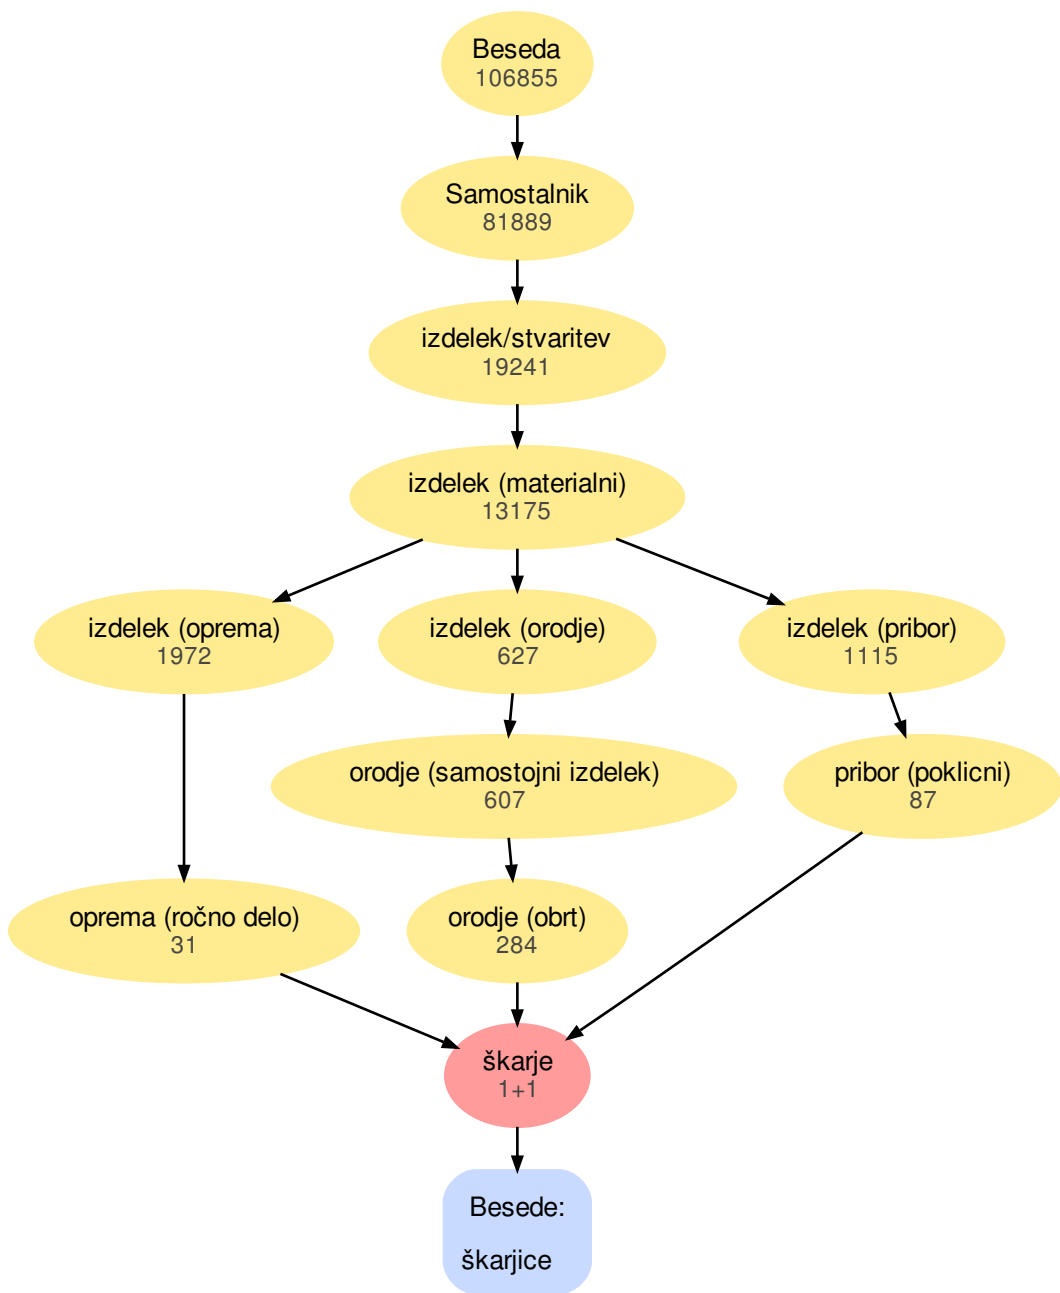 Beseda
106855
Samostalnik
81889
izdelek/stvaritev
19241
izdelek (materialni)
13175
izdelek (oprema)
1972
izdelek (orodje)
627
izdelek (pribor)
1115
orodje (samostojni izdelek)
607
pribor (poklicni)
87
oprema (ročno delo)
31
orodje (obrt)
284
škarje
1+1
Besede:
škarjice